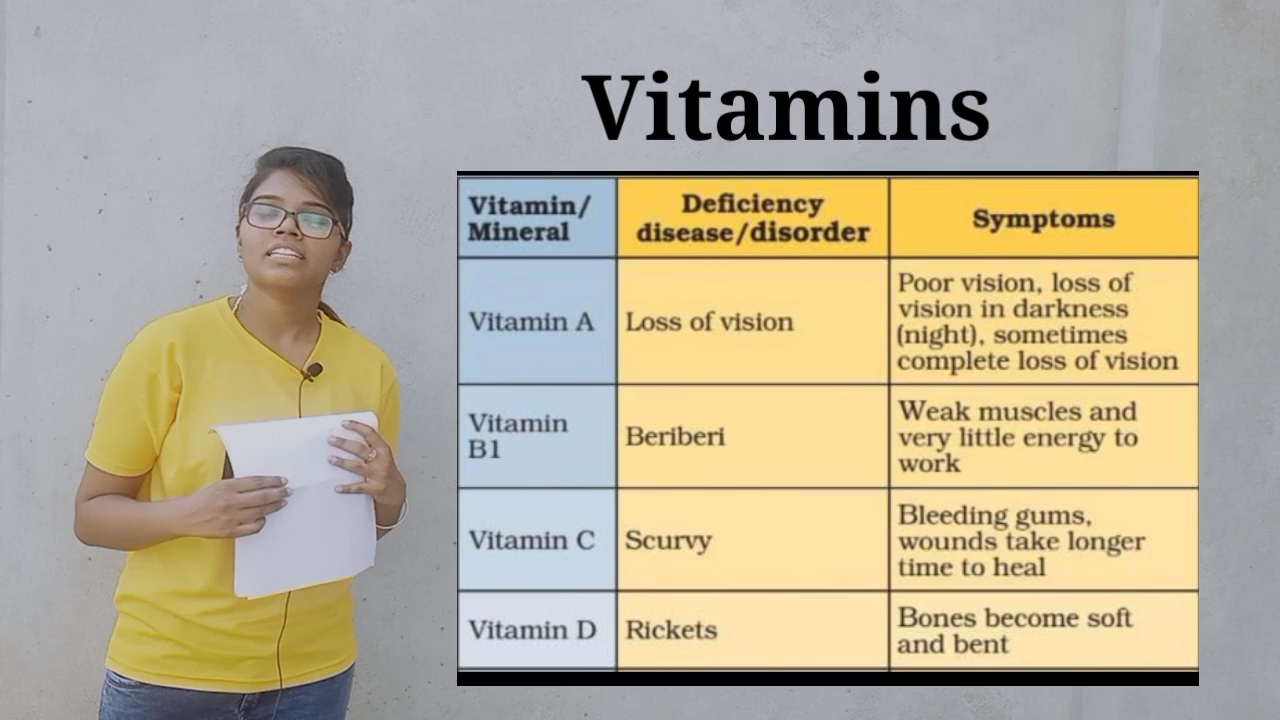 Vitamins
Vitamin/
Mineral
Deficiency
disease/disorder
Symptoms
Vitamin A
Loss of vision
Poor vision, loss of
vision in darkness
(night), sometimes
complete loss of vision
Vitamin
B1
Beriberi
Weak muscles and
very little energy to
work
Vitamin C
Scurvy
Bleeding gums,
wounds take longer
time to heal
Vitamin D
Rickets
Bones become soft
and bent